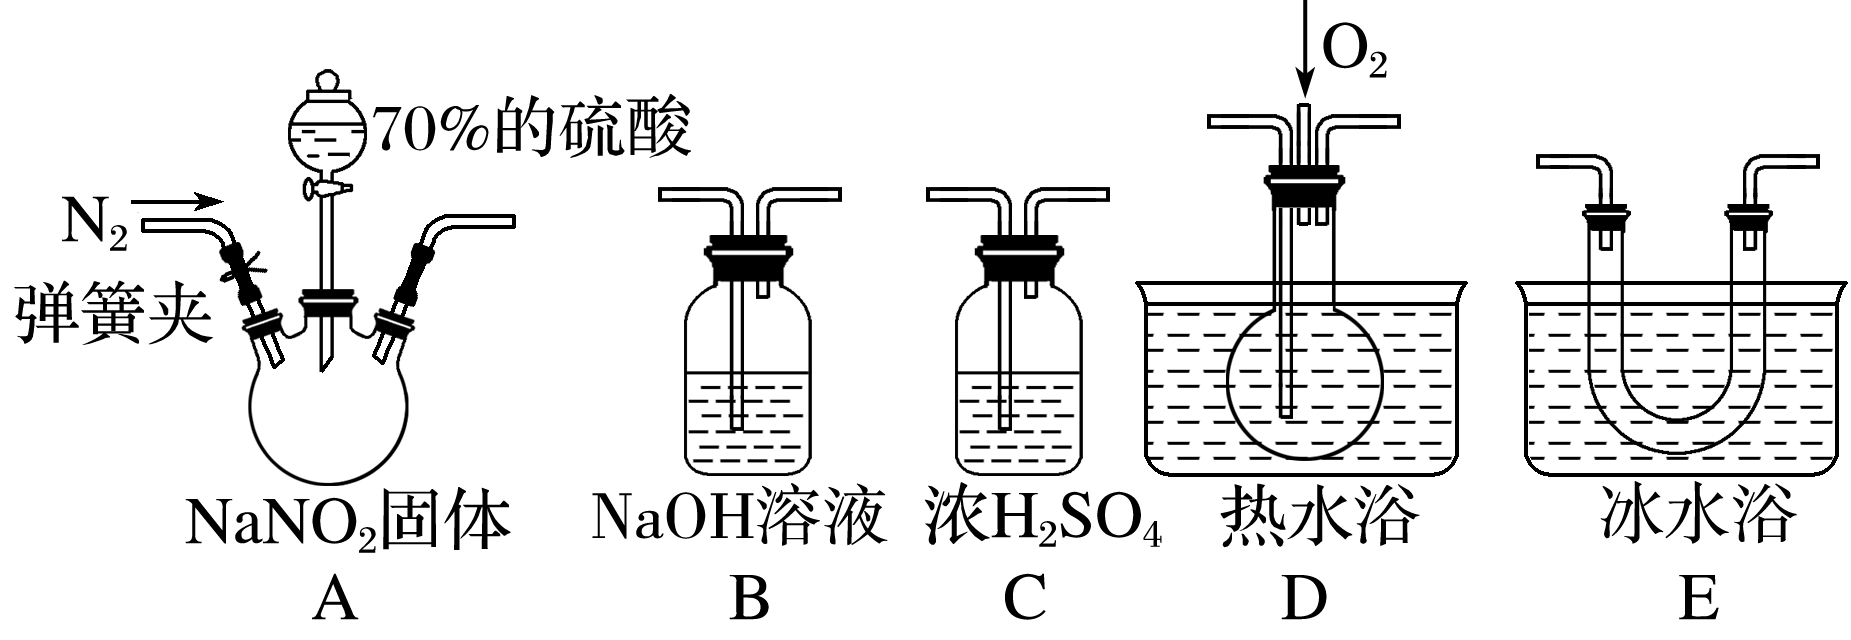 O₂
70%的硫酸
N₂
弹簧夹
NaNO₂固体
NaOH溶液
浓H₂SO₄
热水浴
冰水浴
A
B
C
D
E